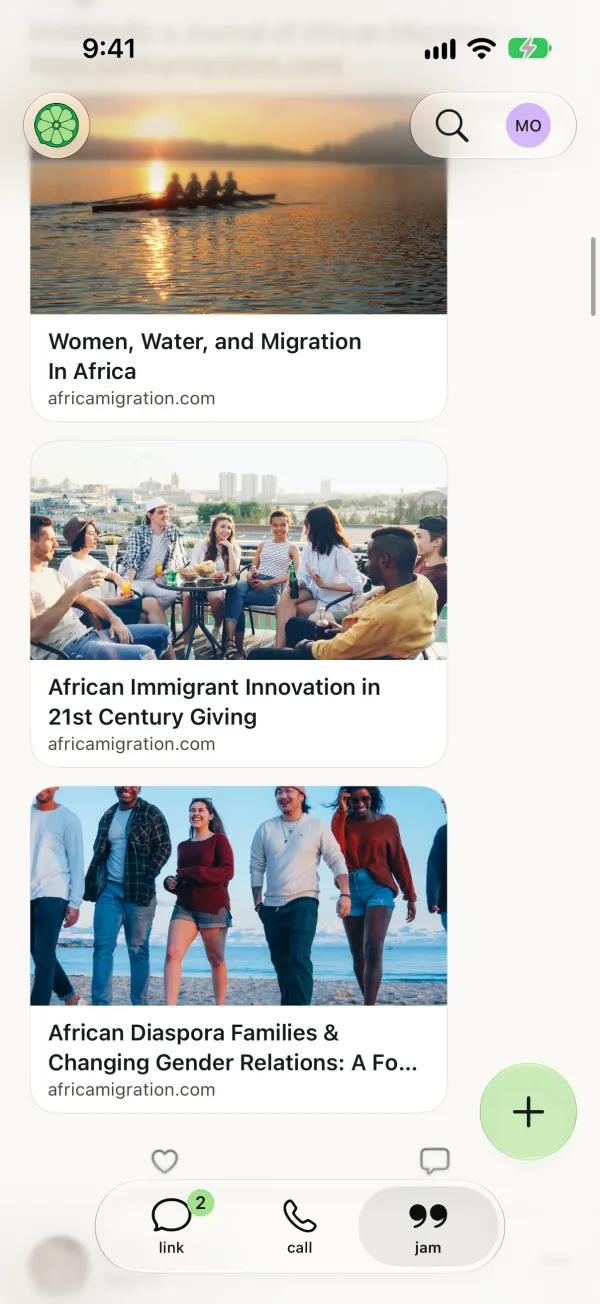 9:41
MO
Women, Water, and Migration
In Africa
africamigration.com
African Immigrant Innovation in
21st Century Giving
africamigration.com
African Diaspora Families &
Changing Gender Relations: A Fo...
africamigration.com
2
link
call
jam